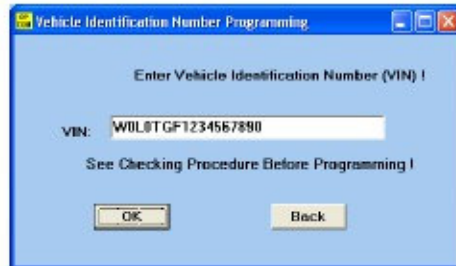 Vehicle Identification Number Programming
Enter Vehicle Identification Number (VIN) !
VIN: W0L0TGF1234567890
See Checking Procedure Before Programming !
OK Back